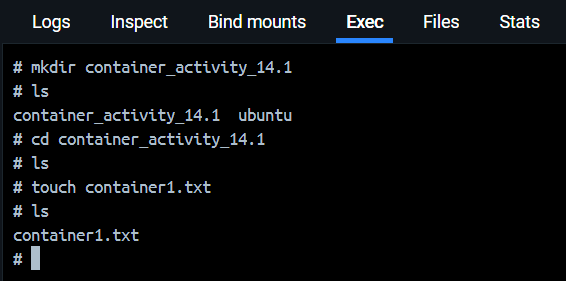 Logs Inspect Bind mounts Exec Files Stats
# mkdir container_activity_14.1
# ls
container_activity_14.1  ubuntu
# cd container_activity_14.1
# ls
# touch container1.txt
# ls
container1.txt
#